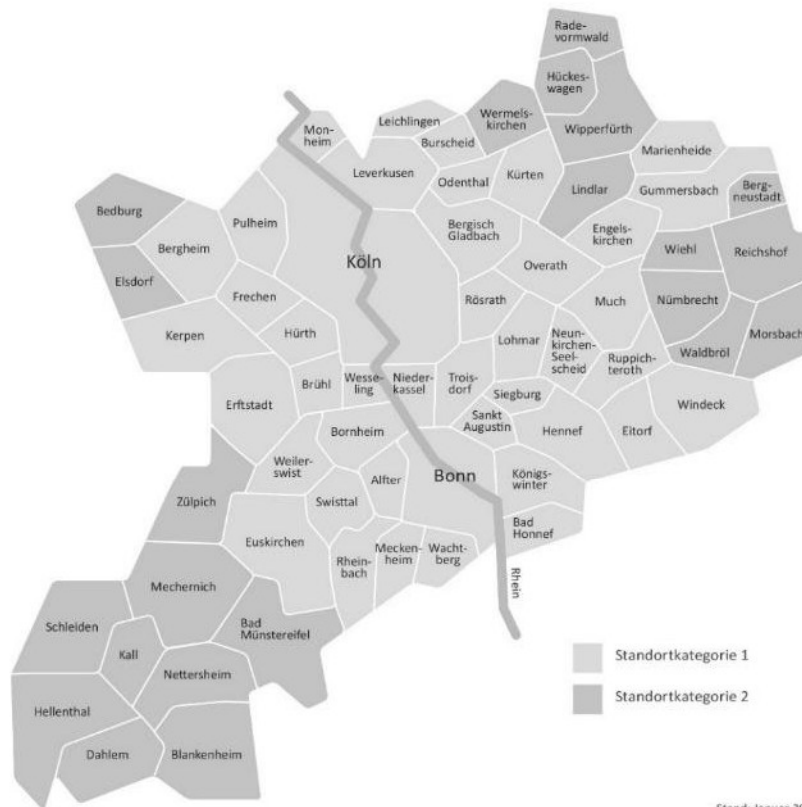 Rade-
vormwald
Hückes-
wagen
Wermels-
kirchen
Wipperfürth
Leichlingen
Mon-
heim
Burscheid
Marienheide
Leverkusen
Odenthal
Kürten
Lindlar
Gummersbach
Berg-
neustadt
Bedburg
Pulheim
Bergheim
Bergisch
Gladbach
Engels-
kirchen
Wiehl
Reichshof
Köln
Overath
Elsdorf
Frechen
Rösrath
Much
Nümbrecht
Kerpen
Hürth
Lohmar
Neun-
kirchen-
Seel-
scheid
Morsbach
Waldbröl
Ruppich-
teroth
Brühl
Wesse-
ling
Nieder-
kassel
Trois-
dorf
Siegburg
Erftstadt
Windeck
Sankt
Augustin
Bornheim
Hennef
Eitorf
Weiler-
swist
Alfter
Bonn
Königs-
winter
Zülpich
Swisttal
Bad
Honnef
Euskirchen
Rhein-
bach
Mecken-
heim
Wacht-
berg
Rhein
Mechernich
Schleiden
Bad
Münstereifel
Kall
Nettersheim
Hellenthal
Dahlem
Blankenheim
Standortkategorie 1
Standortkategorie 2